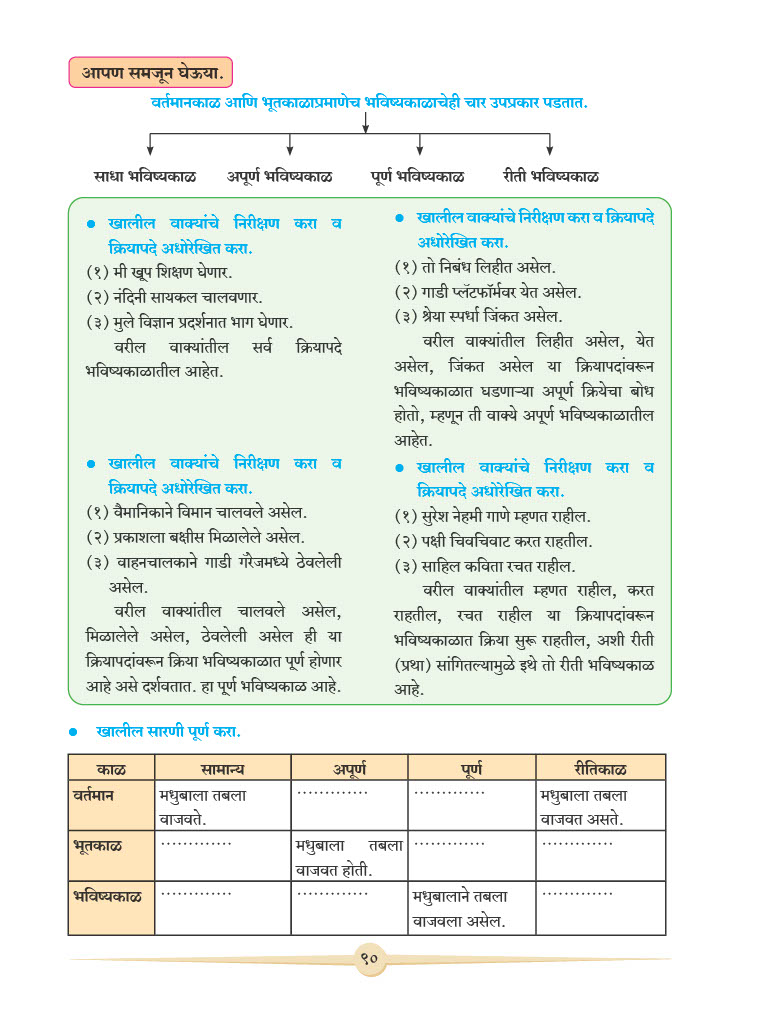 आपण समजून घेऊया.
वर्तमानकाळ आणि भूतकाळाप्रमाणेच भविष्यकाळाचेही चार उपप्रकार पडतात.
साधा भविष्यकाळ अपूर्ण भविष्यकाळ पूर्ण भविष्यकाळ रीती भविष्यकाळ
● खालील वाक्यांचे निरीक्षण करा व
क्रियापदे अधोरेखित करा.
(१) मी खूप शिक्षण घेणार.
(२) नंदिनी सायकल चालवणार.
(३) मुले विज्ञान प्रदर्शनात भाग घेणार.
वरील वाक्यांतील सर्व क्रियापदे
भविष्यकाळातील आहेत.
● खालील वाक्यांचे निरीक्षण करा व क्रियापदे
अधोरेखित करा.
(१) तो निबंध लिहीत असेल.
(२) गाडी प्लॅटफॉर्मवर येत असेल.
(३) श्रेया स्पर्धा जिंकत असेल.
वरील वाक्यांतील लिहीत असेल, येत
असेल, जिंकत असेल या क्रियापदांवरून
भविष्यकाळात घडणाऱ्या अपूर्ण क्रियेचा बोध
होतो, म्हणून ती वाक्ये अपूर्ण भविष्यकाळातील
आहेत.
● खालील वाक्यांचे निरीक्षण करा व
क्रियापदे अधोरेखित करा.
(१) वैमानिकाने विमान चालवले असेल.
(२) प्रकाशला बक्षीस मिळालेले असेल.
(३) वाहनचालकाने गाडी गॅरेजमध्ये ठेवलेली
असेल.
वरील वाक्यांतील चालवले असेल,
मिळालेले असेल, ठेवलेली असेल ही या
क्रियापदांवरून क्रिया भविष्यकाळात पूर्ण होणार
आहे असे दर्शवतात. हा पूर्ण भविष्यकाळ आहे.
● खालील वाक्यांचे निरीक्षण करा व
क्रियापदे अधोरेखित करा.
(१) सुरेश नेहमी गाणे म्हणत राहील.
(२) पक्षी चिवचिवाट करत राहतील.
(३) साहिल कविता रचत राहील.
वरील वाक्यांतील म्हणत राहील, करत
राहतील, रचत राहील या क्रियापदांवरून
भविष्यकाळात क्रिया सुरू राहतील, अशी रीती
(प्रथा) सांगितल्यामुळे इथे तो रीती भविष्यकाळ
आहे.
● खालील सारणी पूर्ण करा.
काळ सामान्य अपूर्ण पूर्ण रीतिकाळ
वर्तमान मधुबाला तबला ............. ............. मधुबाला तबला
वाजवते. वाजवत असते.
भूतकाळ ............. मधुबाला तबला ............. .............
वाजवत होती.
भविष्यकाळ ............. ............. मधुबालाने तबला .............
वाजवला असेल.
९०